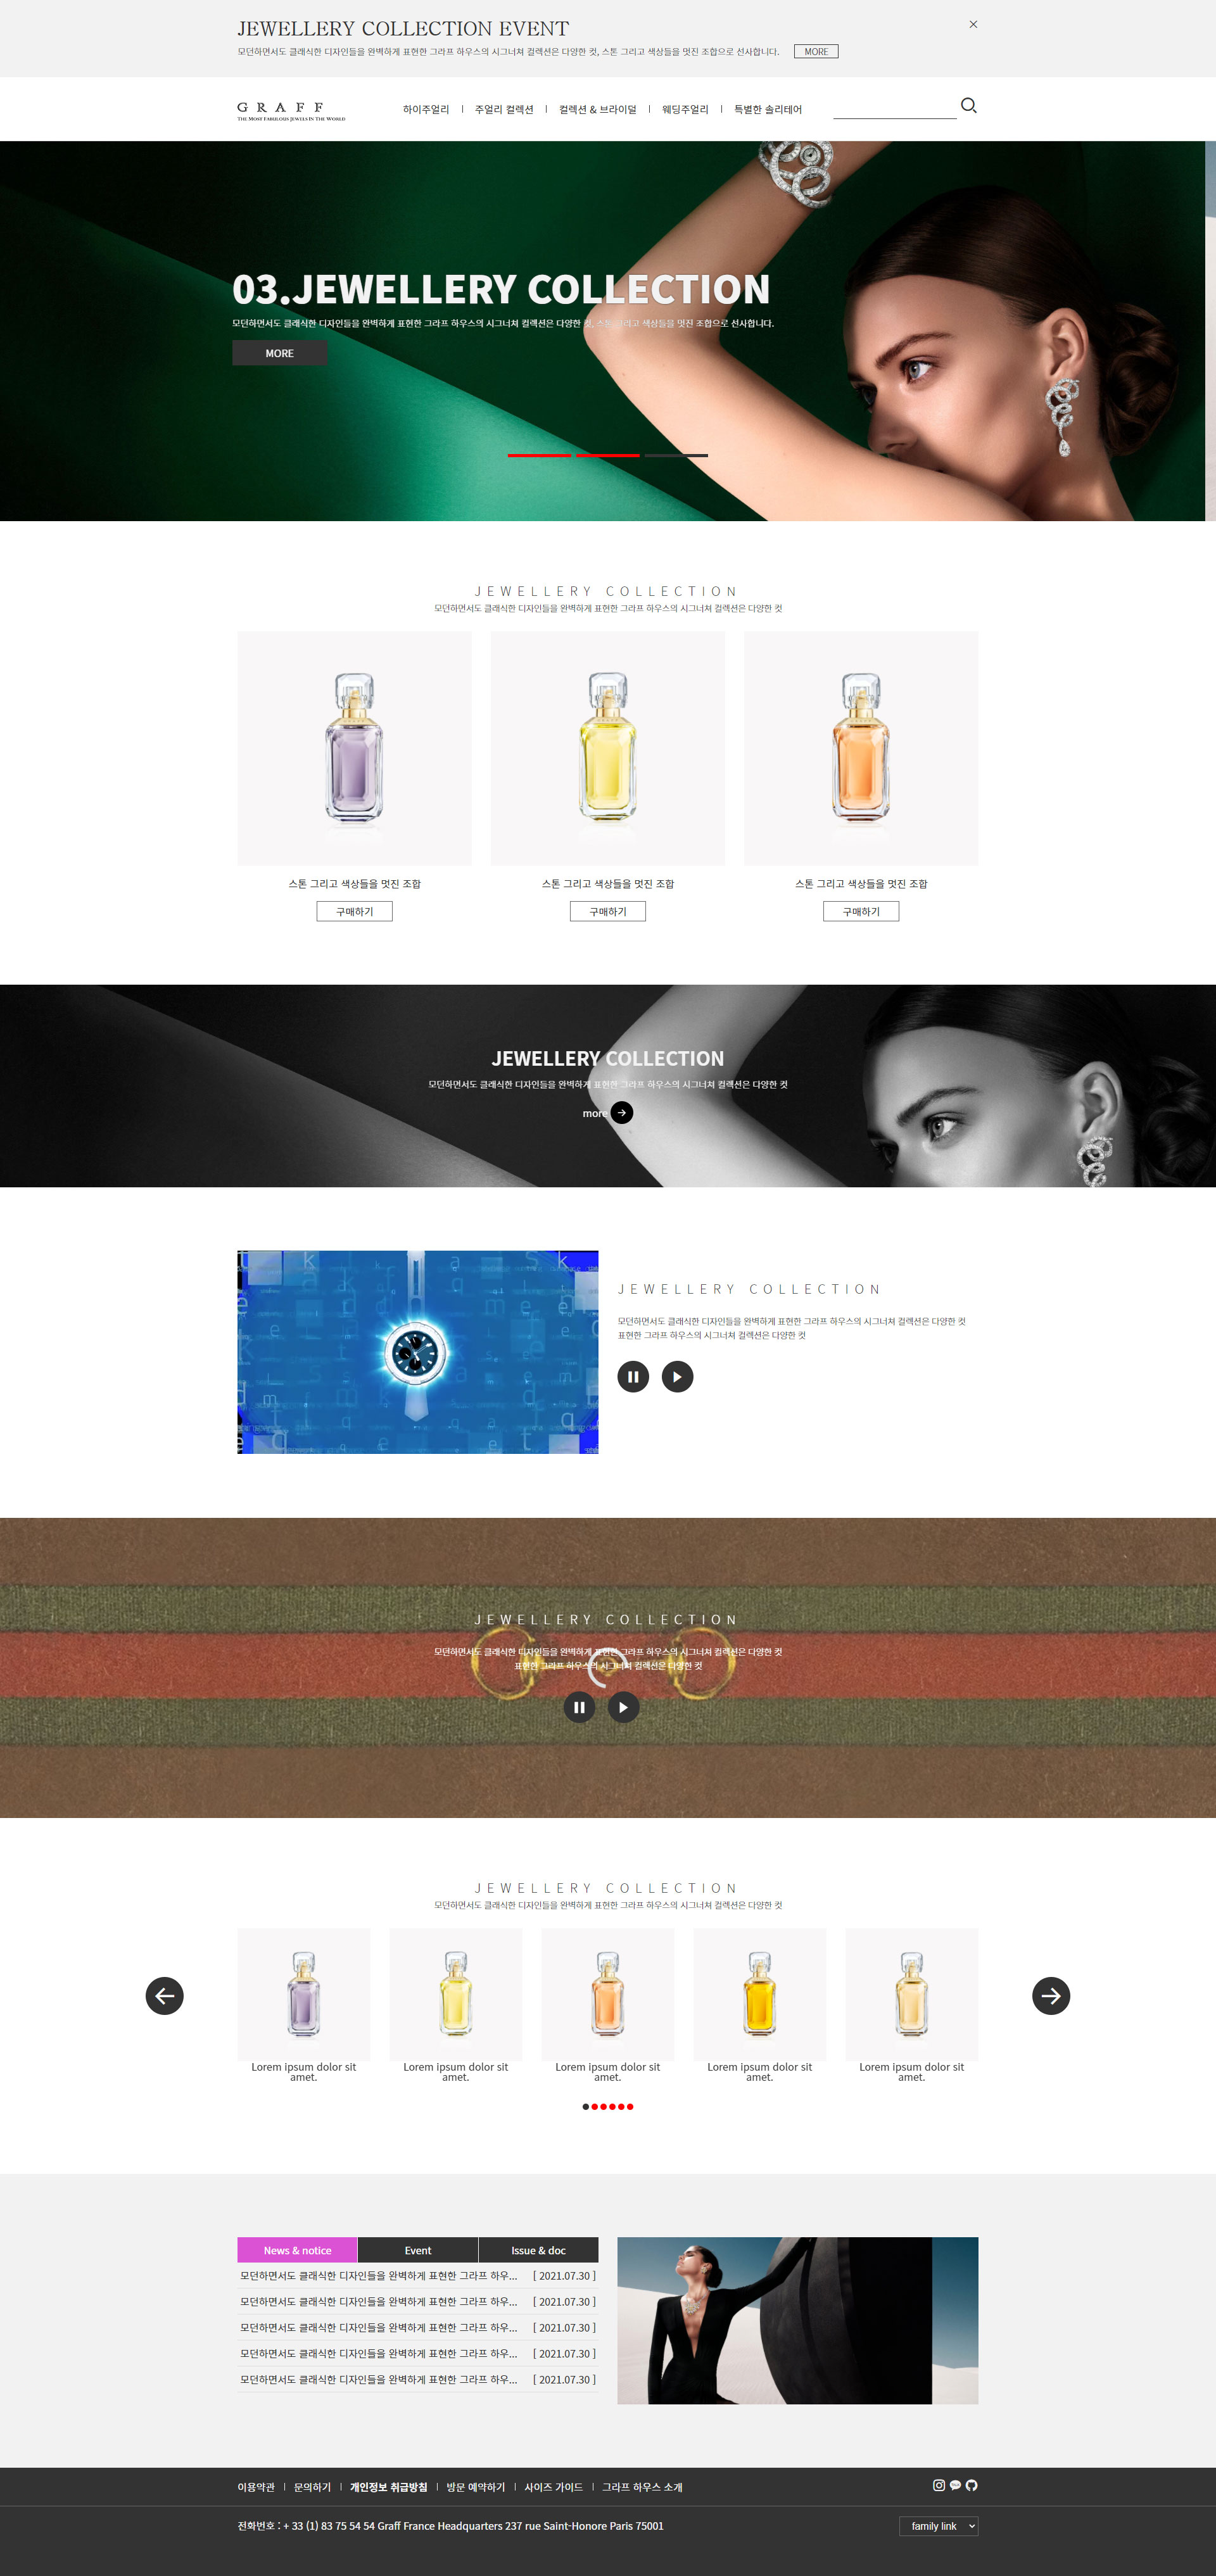 JEWELLERY COLLECTION EVENT
모던하면서도 클래식한 디자인들을 완벽하게 표현한 그라프 하우스의 시그너쳐 컬렉션은 다양한 컷, 스톤 그리고 색상들을 멋진 조합으로 선사합니다.
MORE
GRAFF
THE MOST FABULOUS JEWELS IN THE WORLD
하이주얼리
주얼리 컬렉션
컬렉션 & 브라이덜
웨딩주얼리
특별한 솔리테어
03.JEWELLERY COLLECTION
모던하면서도 클래식한 디자인들을 완벽하게 표현한 그라프 하우스의 시그너쳐 컬렉션은 다양한 컷, 스톤 그리고 색상들을 멋진 조합으로 선사합니다.
MORE
JEWELLERY COLLECTION
모던하면서도 클래식한 디자인들을 완벽하게 표현한 그라프 하우스의 시그너쳐 컬렉션은 다양한 컷
스톤 그리고 색상들을 멋진 조합
스톤 그리고 색상들을 멋진 조합
스톤 그리고 색상들을 멋진 조합
구매하기
구매하기
구매하기
JEWELLERY COLLECTION
모던하면서도 클래식한 디자인들을 완벽하게 표현한 그라프 하우스의 시그너쳐 컬렉션은 다양한 컷
more
JEWELLERY COLLECTION
모던하면서도 클래식한 디자인들을 완벽하게 표현한 그라프 하우스의 시그너쳐 컬렉션은 다양한 컷
표현한 그라프 하우스의 시그너쳐 컬렉션은 다양한 컷
JEWELLERY COLLECTION
모던하면서도 클래식한 디자인들을 완벽하게 표현한 그라프 하우스의 시그너쳐 컬렉션은 다양한 컷
표현한 그라프 하우스의 시그너쳐 컬렉션은 다양한 컷
JEWELLERY COLLECTION
모던하면서도 클래식한 디자인들을 완벽하게 표현한 그라프 하우스의 시그너쳐 컬렉션은 다양한 컷
Lorem ipsum dolor sit
amet.
Lorem ipsum dolor sit
amet.
Lorem ipsum dolor sit
amet.
Lorem ipsum dolor sit
amet.
Lorem ipsum dolor sit
amet.
News & notice
Event
Issue & doc
모던하면서도 클래식한 디자인들을 완벽하게 표현한 그라프 하우... [ 2021.07.30 ]
모던하면서도 클래식한 디자인들을 완벽하게 표현한 그라프 하우... [ 2021.07.30 ]
모던하면서도 클래식한 디자인들을 완벽하게 표현한 그라프 하우... [ 2021.07.30 ]
모던하면서도 클래식한 디자인들을 완벽하게 표현한 그라프 하우... [ 2021.07.30 ]
모던하면서도 클래식한 디자인들을 완벽하게 표현한 그라프 하우... [ 2021.07.30 ]
이용약관
문의하기
개인정보 취급방침
방문 예약하기
사이즈 가이드
그라프 하우스 소개
전화번호 : + 33 (1) 83 75 54 54 Graff France Headquarters 237 rue Saint-Honore Paris 75001
family link